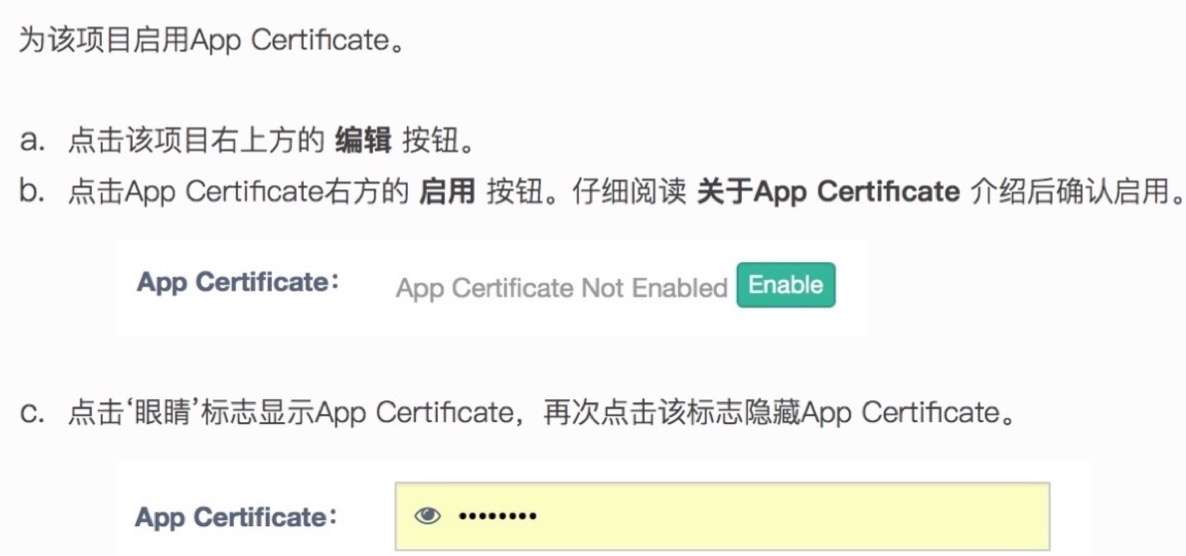 为该项目启用App Certificate。
a. 点击该项目右上方的 编辑 按钮。
b. 点击App Certificate右方的 启用 按钮。仔细阅读 关于App Certificate 介绍后确认启用。
App Certificate: App Certificate Not Enabled Enable
c. 点击‘眼睛’标志显示App Certificate，再次点击该标志隐藏App Certificate。
App Certificate: ••••••••